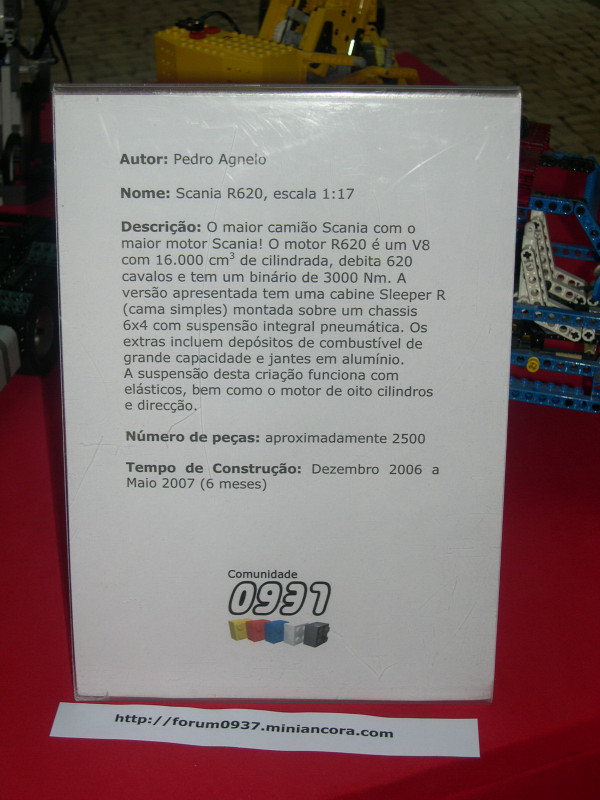 Autor: Pedro Agnelo
Nome: Scania R620, escala 1:17
Descrição: O maior camião Scania com o
maior motor Scania! O motor R620 é um V8
com 16.000 cm³ de cilindrada, debita 620
cavalos e tem um binário de 3000 Nm. A
versão apresentada tem uma cabine Sleeper R
(cama simples) montada sobre um chassis
6x4 com suspensão integral pneumática. Os
extras incluem depósitos de combustível de
grande capacidade e jantes em alumínio.
A suspensão desta criação funciona com
elásticos, bem como o motor de oito cilindros
e direcção.
Número de peças: aproximadamente 2500
Tempo de Construção: Dezembro 2006 a
Maio 2007 (6 meses)
Comunidade
0937
http://forum0937.miniancora.com